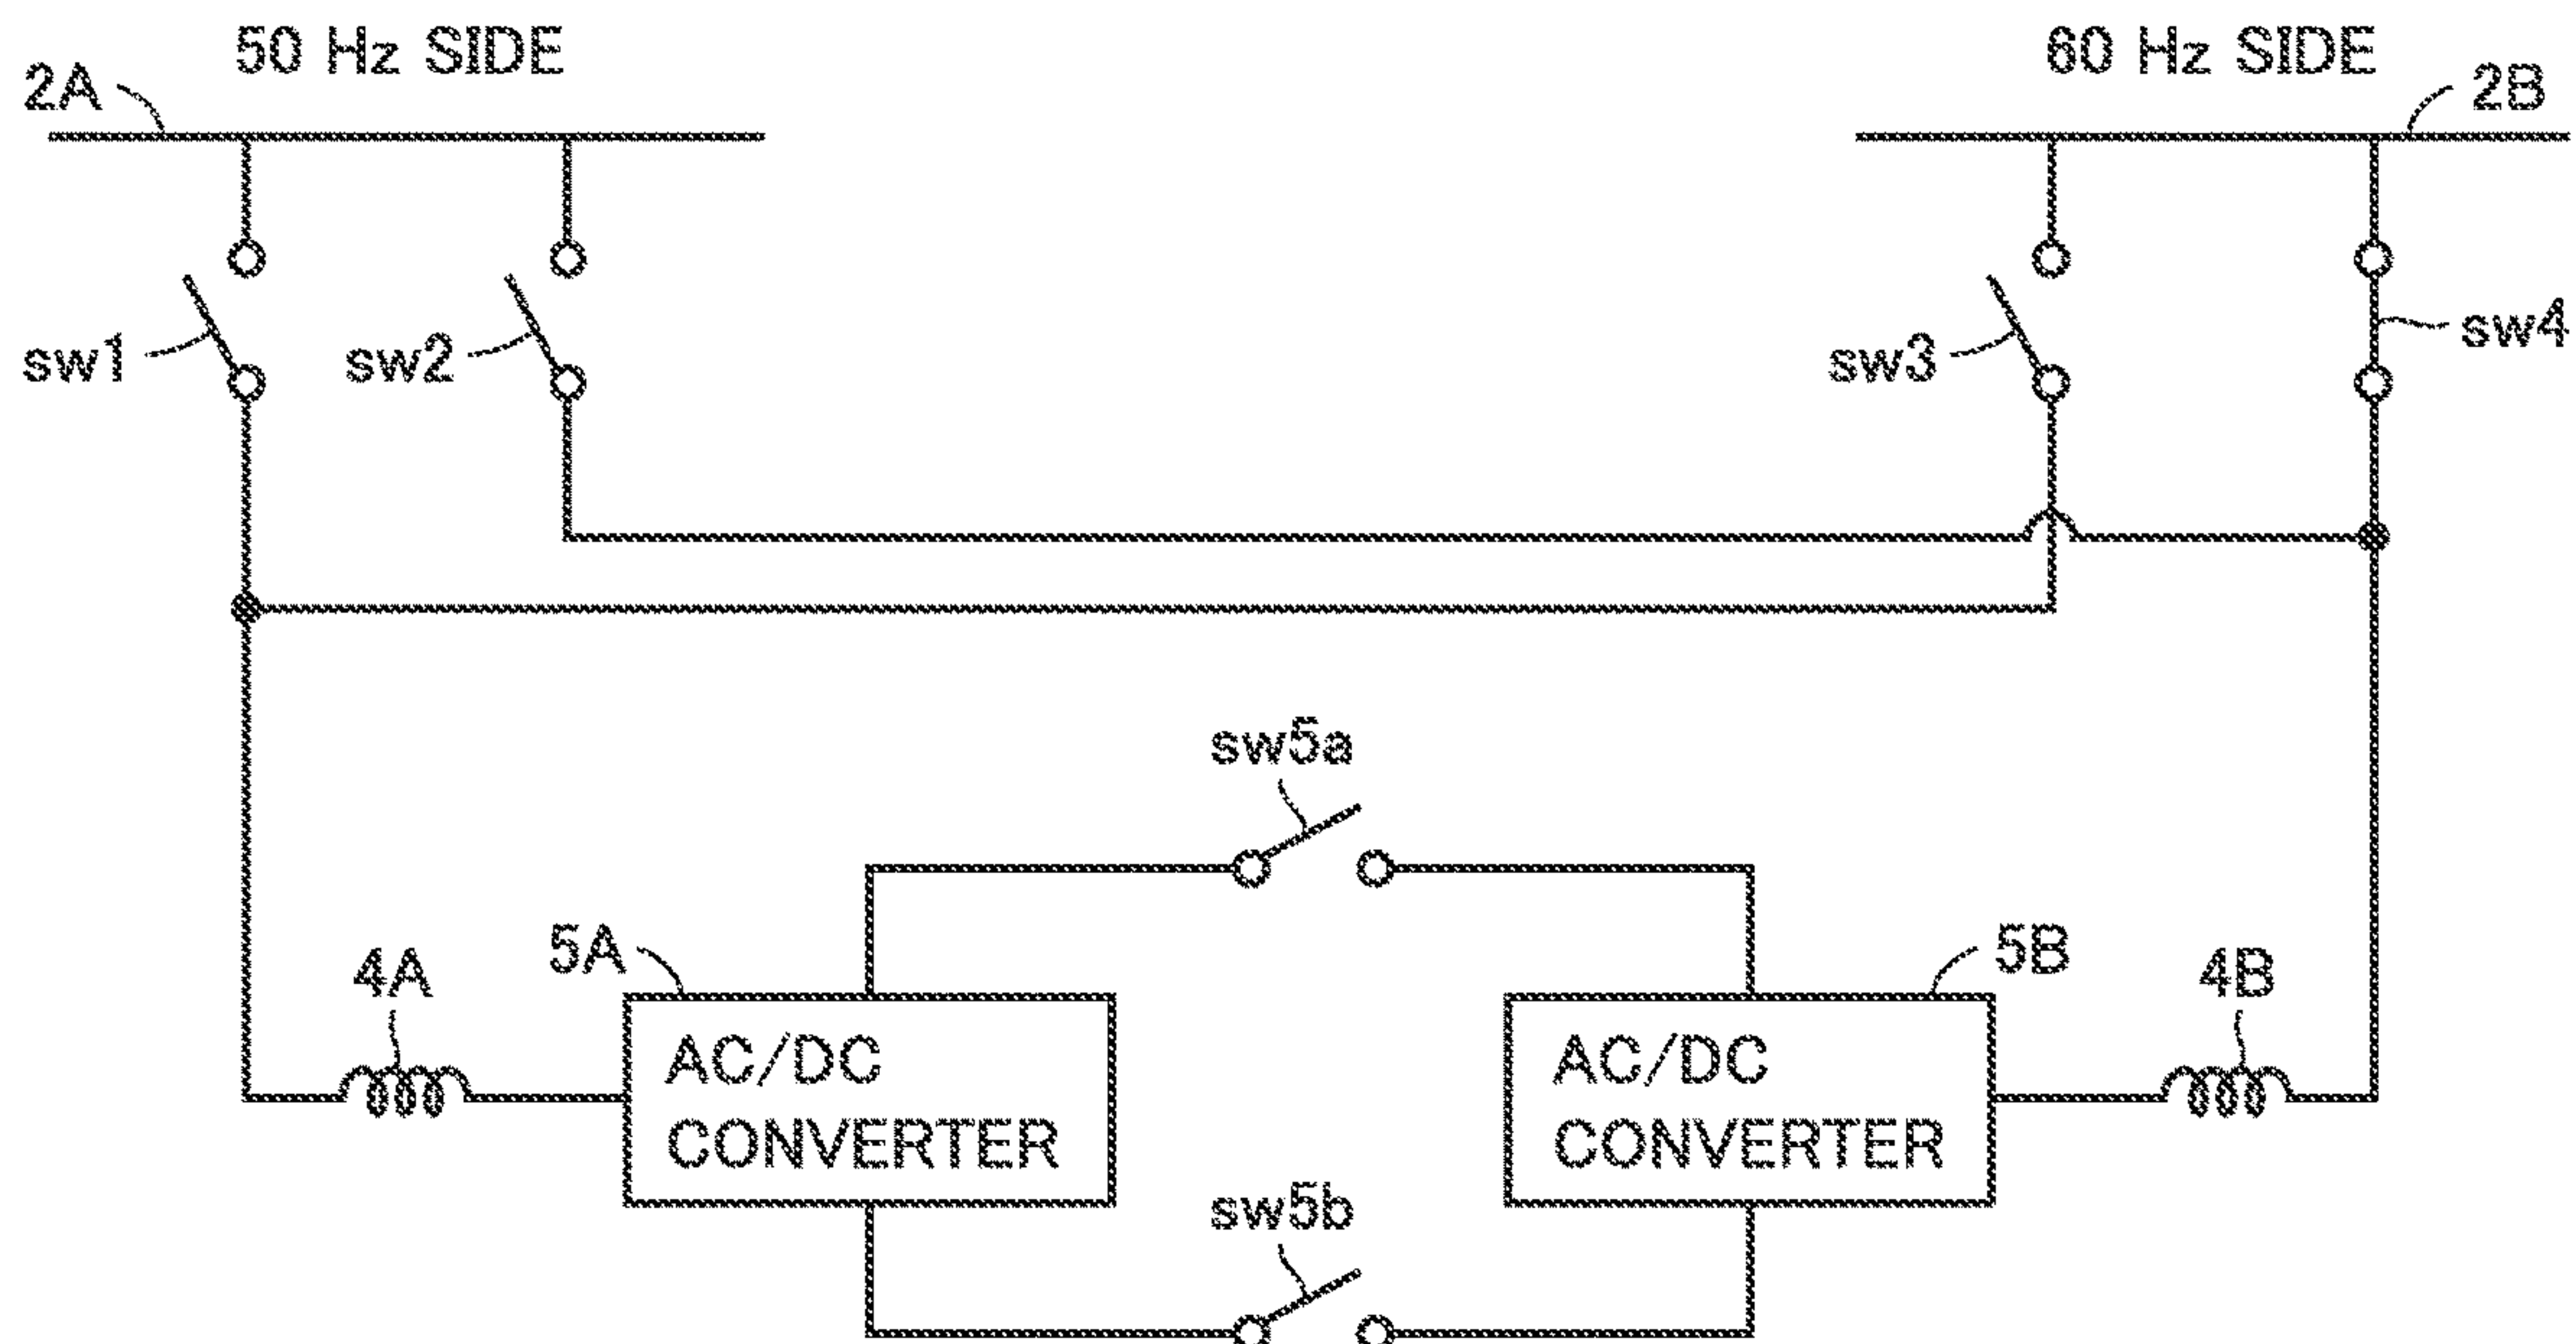 50 Hz SIDE
60 Hz SIDE
2A
2B
sw1
sw2
sw3
sw4
sw5a
4A
5A
5B
4B
AC/DC
CONVERTER
AC/DC
CONVERTER
sw5b